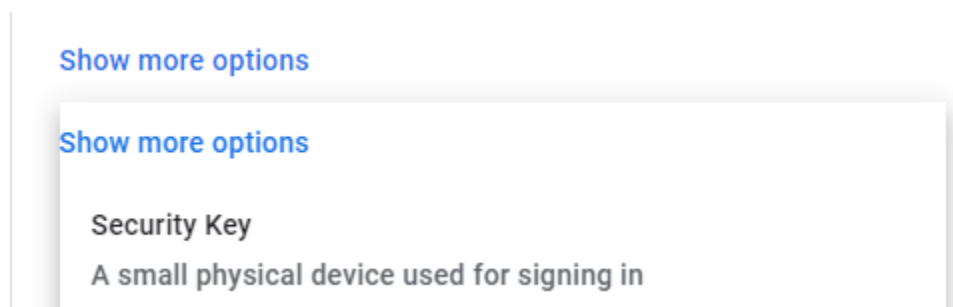 Show more options
Show more options
Security Key
A small physical device used for signing in